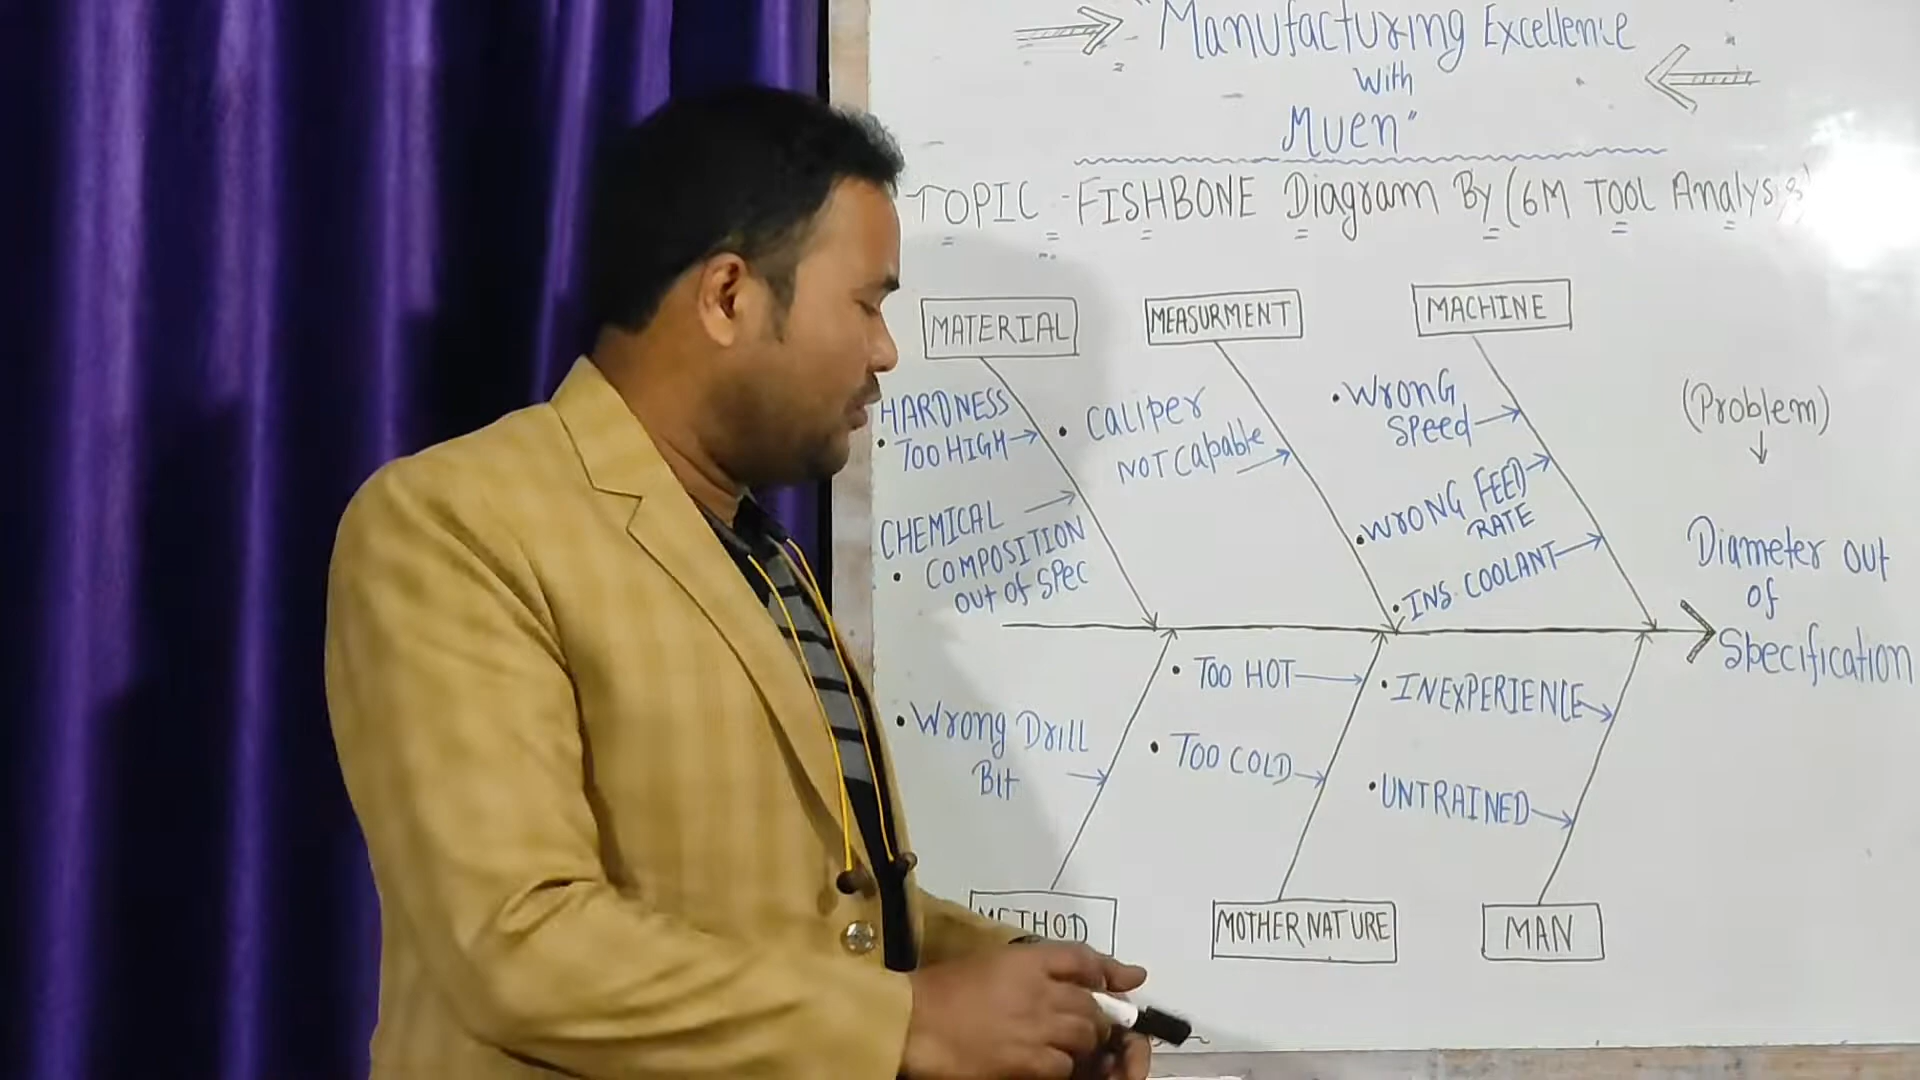 "Manufacturing Excellence
With
Muen"
TOPIC - FISHBONE Diagram By (6M TOOL Analysis)
MATERIAL
HARDNESS
• TOO HIGH
CHEMICAL
• COMPOSITION
out of SPEC
MEASURMENT
• Caliper
NOT Capable
MACHINE
• Wrong
Speed
• WRONG FEED
RATE
• INS. COOLANT
(Problem)
Diameter out
of
Specification
• Wrong Drill
Bit
METHOD
• TOO HOT
• TOO COLD
MOTHER NATURE
• INEXPERIENCE
• UNTRAINED
MAN